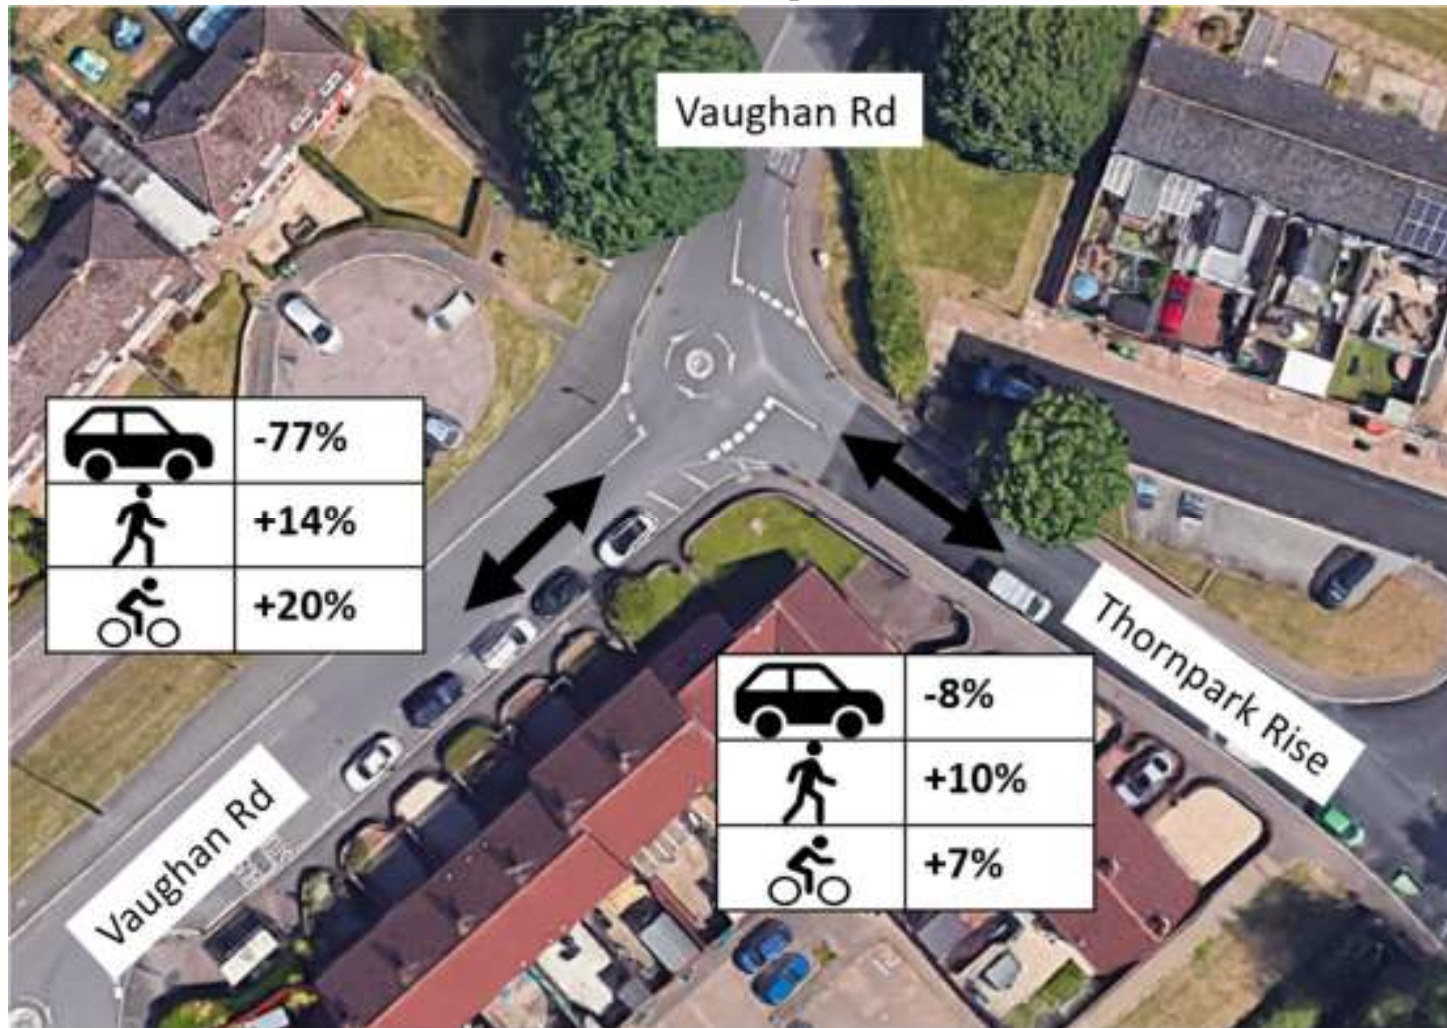 Vaughan Rd
-77%
+14%
+20%
-8%
+10%
+7%
Thornpark Rise
Vaughan Rd